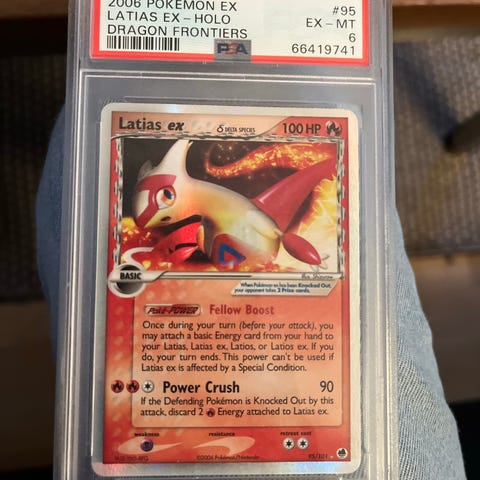 2006 POKEMON EX #95
LATIAS EX-HOLO EX-MT
DRAGON FRONTIERS 6
PSA 66419741
Latias ex δ DELTA SPECIES 100 HP
BASIC
Illus. Shizurow
When Pokémon-ex has been Knocked Out,
your opponent takes 2 Prize cards.
Poké-POWER Fellow Boost
Once during your turn (before your attack), you
may attach a basic Energy card from your hand to
your Latias, Latias ex, Latios, or Latios ex. If you
do, your turn ends. This power can't be used if
Latias ex is affected by a Special Condition.
Power Crush 90
If the Defending Pokémon is Knocked Out by this
attack, discard 2 Energy attached to Latias ex.
weakness resistance retreat cost
©2006 Pokémon/Nintendo
95/101